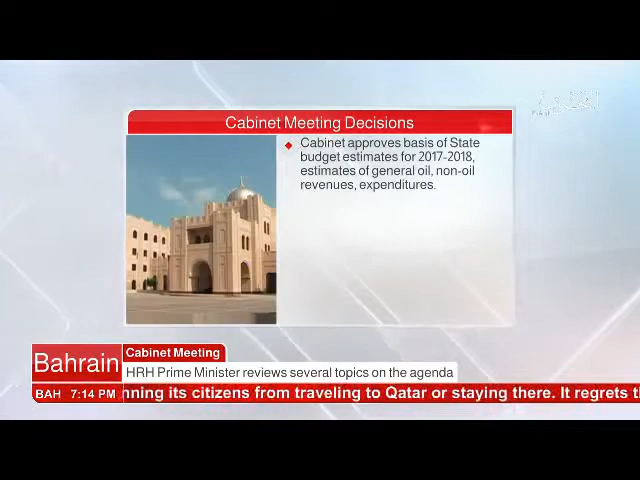 Cabinet Meeting Decisions
Cabinet approves basis of State
budget estimates for 2017-2018,
estimates of general oil, non-oil
revenues, expenditures.
Bahrain
Cabinet Meeting
HRH Prime Minister reviews several topics on the agenda
BAH 7:14 PM
nning its citizens from traveling to Qatar or staying there. It regrets t